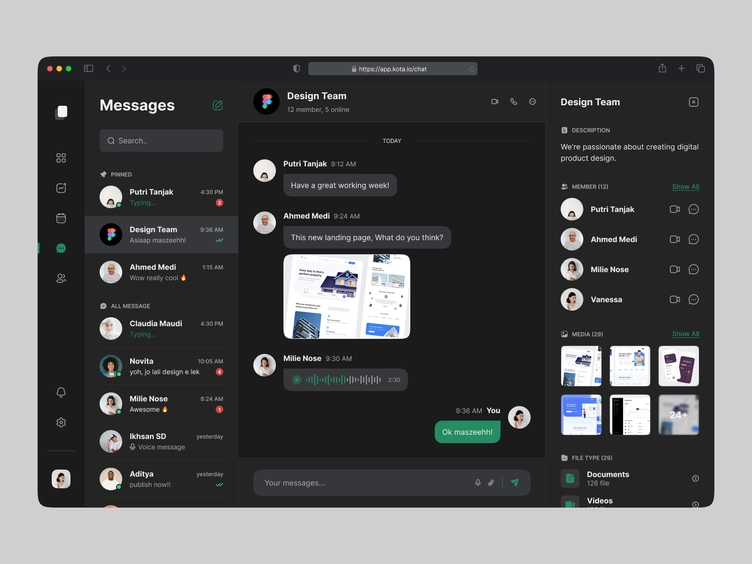 https://app.kota.io/chat
Messages
Search..
PINNED
Putri Tanjak
4:30 PM
Typing...
2
Design Team
9:36 AM
Asiaap maszeehh!
Ahmed Medi
1:15 AM
Wow really cool 🔥
ALL MESSAGE
Claudia Maudi
4:30 PM
Typing...
Novita
10:05 AM
yoh, jo lali design e lek
4
Milie Nose
8:24 AM
Awesome 🔥
1
Ikhsan SD
yesterday
Voice message
Aditya
yesterday
publish now!!
Design Team
12 member, 5 online
TODAY
Putri Tanjak 9:12 AM
Have a great working week!
Ahmed Medi 9:24 AM
This new landing page, What do you think?
Milie Nose 9:30 AM
2:30
9:36 AM You
Ok maszeehh!
Your messages...
Design Team
DESCRIPTION
We're passionate about creating digital
product design.
MEMBER (12)
Show All
Putri Tanjak
Ahmed Medi
Milie Nose
Vanessa
MEDIA (29)
Show All
24+
FILE TYPE (29)
Documents
126 file
Videos